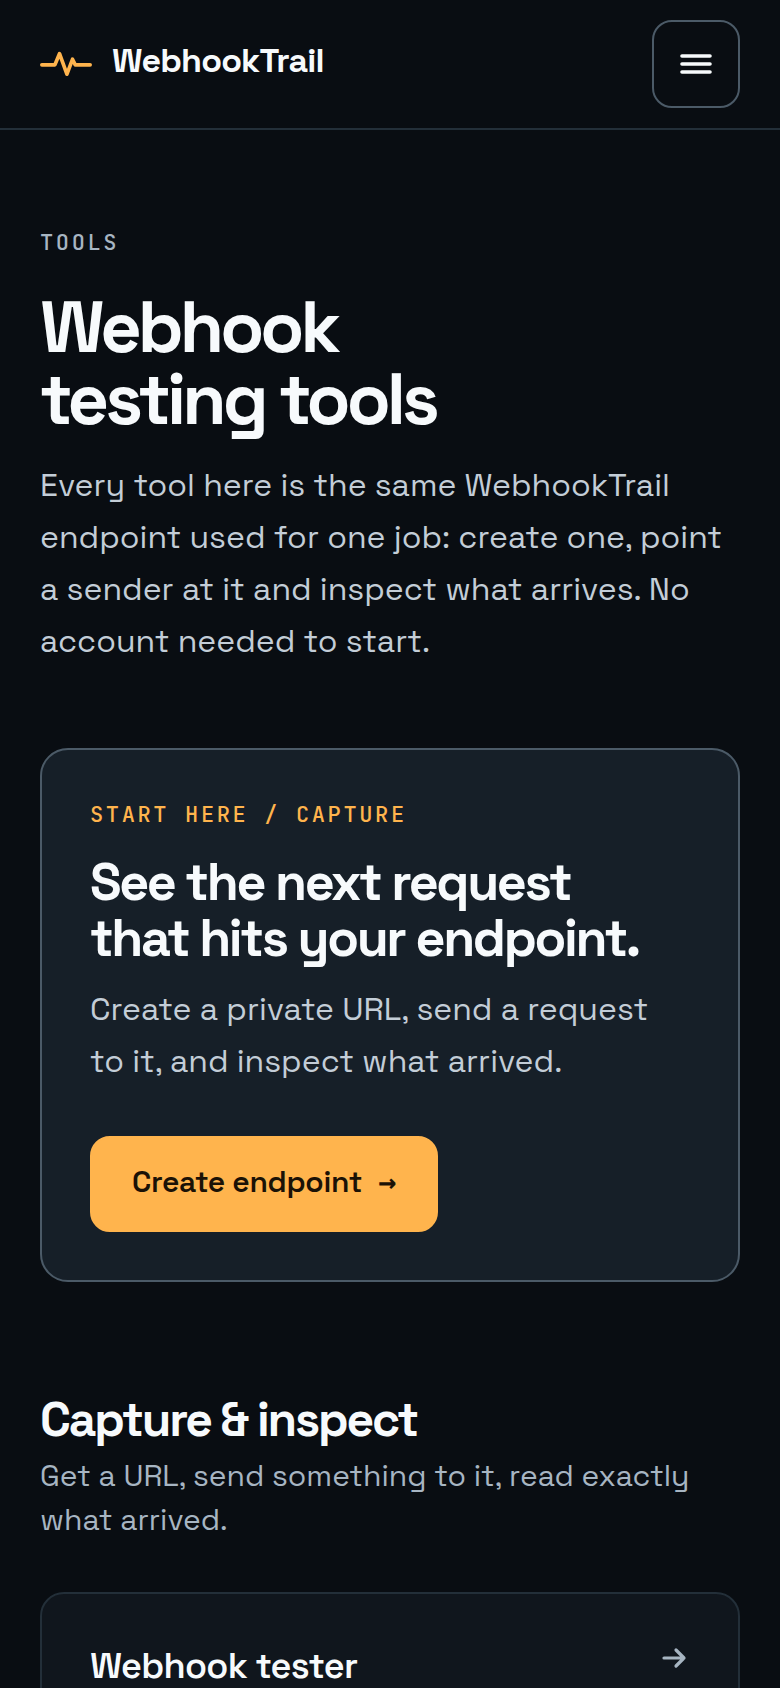 WebhookTrail
TOOLS
Webhook
testing tools
Every tool here is the same WebhookTrail
endpoint used for one job: create one, point
a sender at it and inspect what arrives. No
account needed to start.
START HERE / CAPTURE
See the next request
that hits your endpoint.
Create a private URL, send a request
to it, and inspect what arrived.
Create endpoint →
Capture & inspect
Get a URL, send something to it, read exactly
what arrived.
Webhook tester →